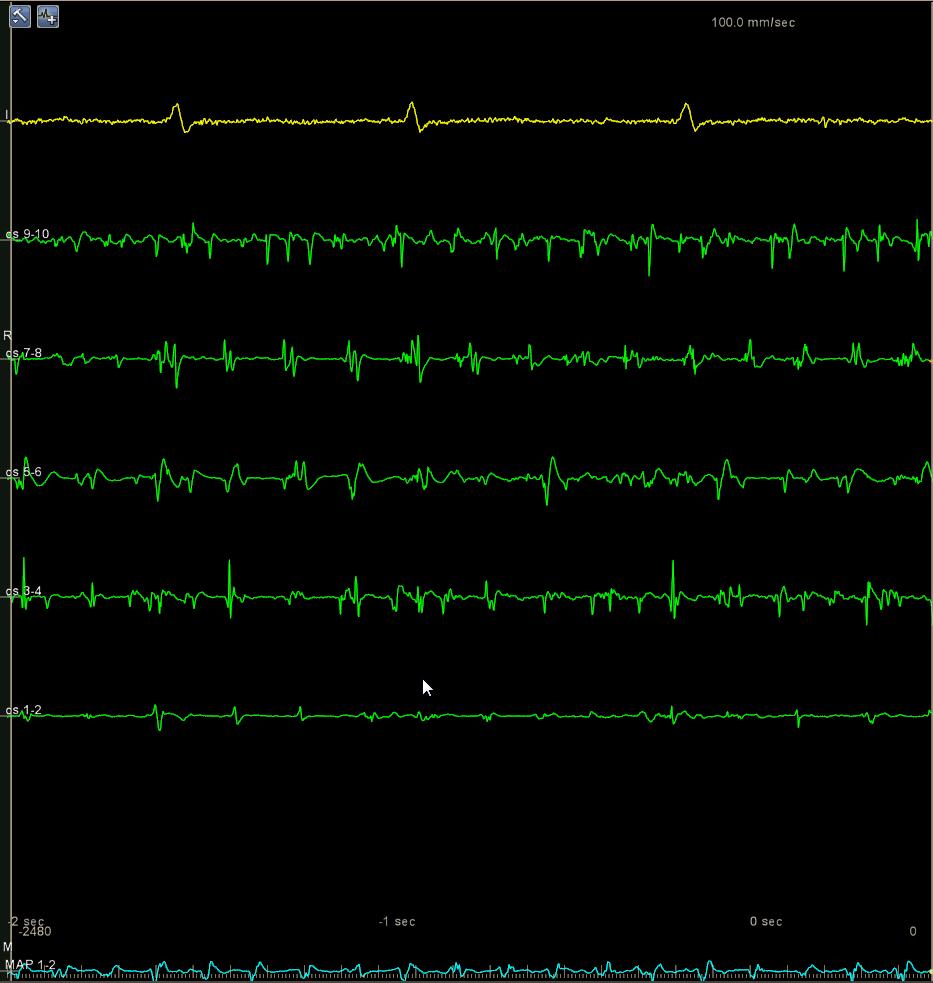 100.0 mm/sec
I
cs 9-10
R
cs 7-8
cs 5-6
cs 3-4
cs 1-2
-2 sec
-1 sec
0 sec
-2480
0
M
MAP 1-2